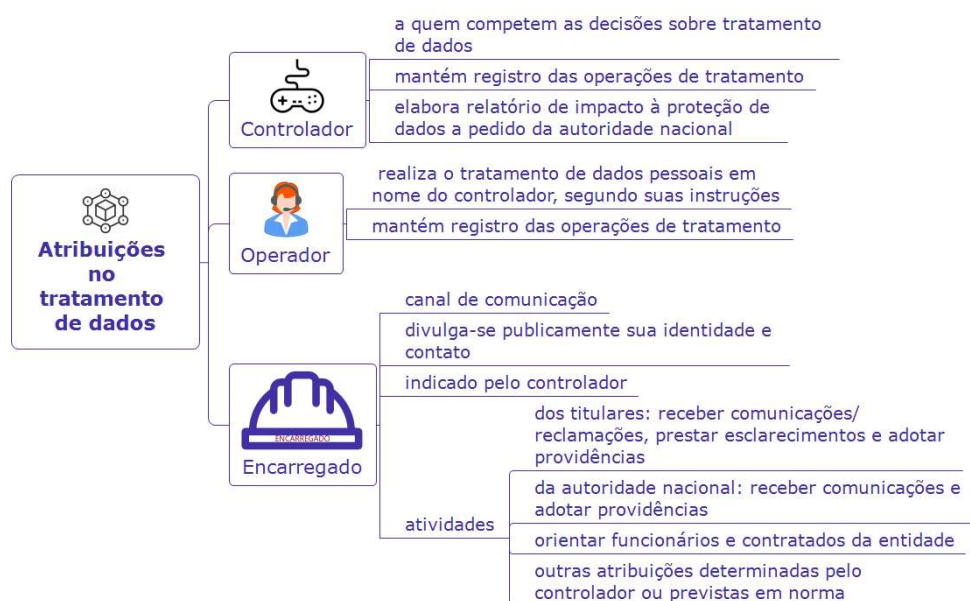 Atribuições
no
tratamento
de dados
Controlador
a quem competem as decisões sobre tratamento
de dados
mantém registro das operações de tratamento
elabora relatório de impacto à proteção de
dados a pedido da autoridade nacional
Operador
realiza o tratamento de dados pessoais em
nome do controlador, segundo suas instruções
mantém registro das operações de tratamento
ENCARREGADO
Encarregado
canal de comunicação
divulga-se publicamente sua identidade e
contato
indicado pelo controlador
atividades
dos titulares: receber comunicações/
reclamações, prestar esclarecimentos e adotar
providências
da autoridade nacional: receber comunicações e
adotar providências
orientar funcionários e contratados da entidade
outras atribuições determinadas pelo
controlador ou previstas em norma